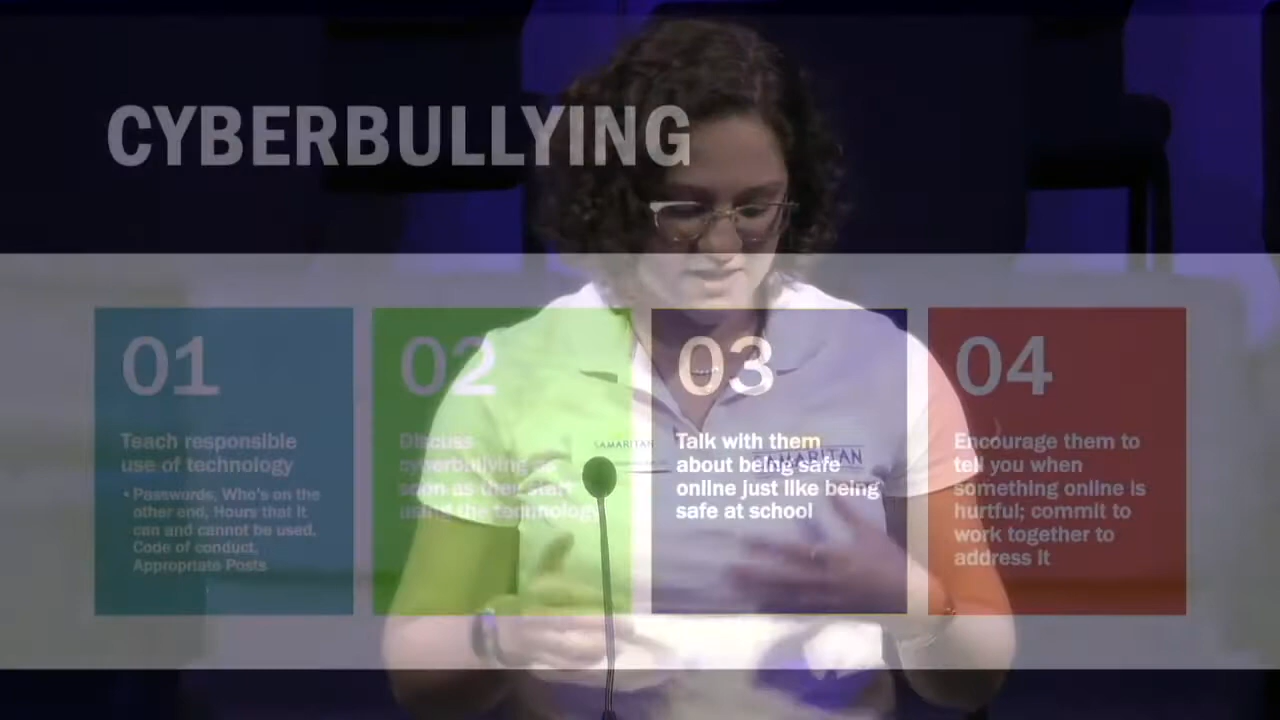 CYBERBULLYING
01
Teach responsible
use of technology
• Passwords, Who's on the
other end, Hours that it
can and cannot be used,
Code of conduct,
Appropriate Posts
02
Discuss
cyberbullying as
soon as they start
using the technology
03
Talk with them
about being safe
online just like being
safe at school
04
Encourage them to
tell you when
something online is
hurtful; commit to
work together to
address it
SAMARITAN
SAMARITAN